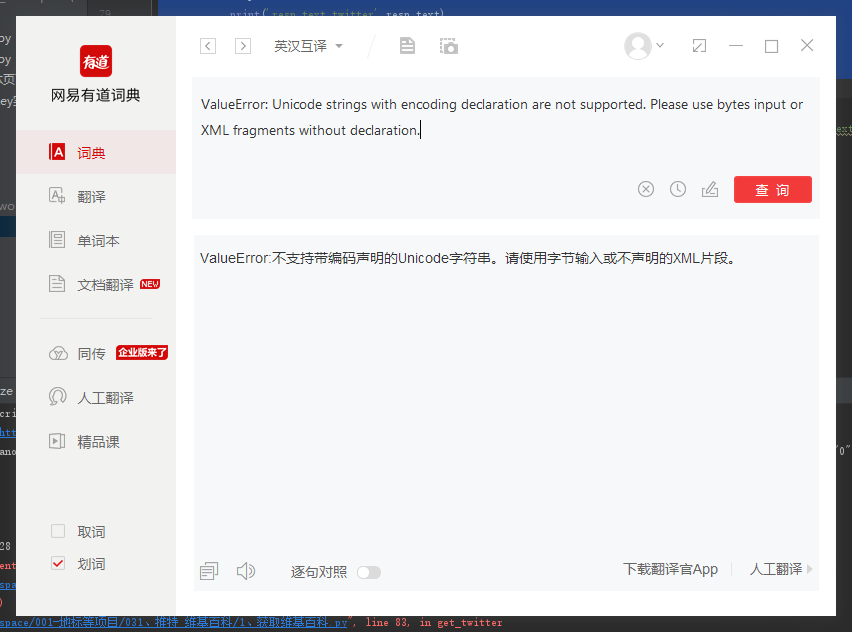 print('resp_text_twitter',resp.text)
79
有道
网易有道词典
英汉互译
词典
翻译
单词本
文档翻译 NEW
同传 企业版来了
人工翻译
精品课
取词
划词
ValueError: Unicode strings with encoding declaration are not supported. Please use bytes input or
XML fragments without declaration.
查 询
ValueError:不支持带编码声明的Unicode字符串。请使用字节输入或不声明的XML片段。
逐句对照
下载翻译官App
人工翻译
space/001-地标等项目/031、推特 维基百科/1、获取维基百科.py", line 83, in get_twitter